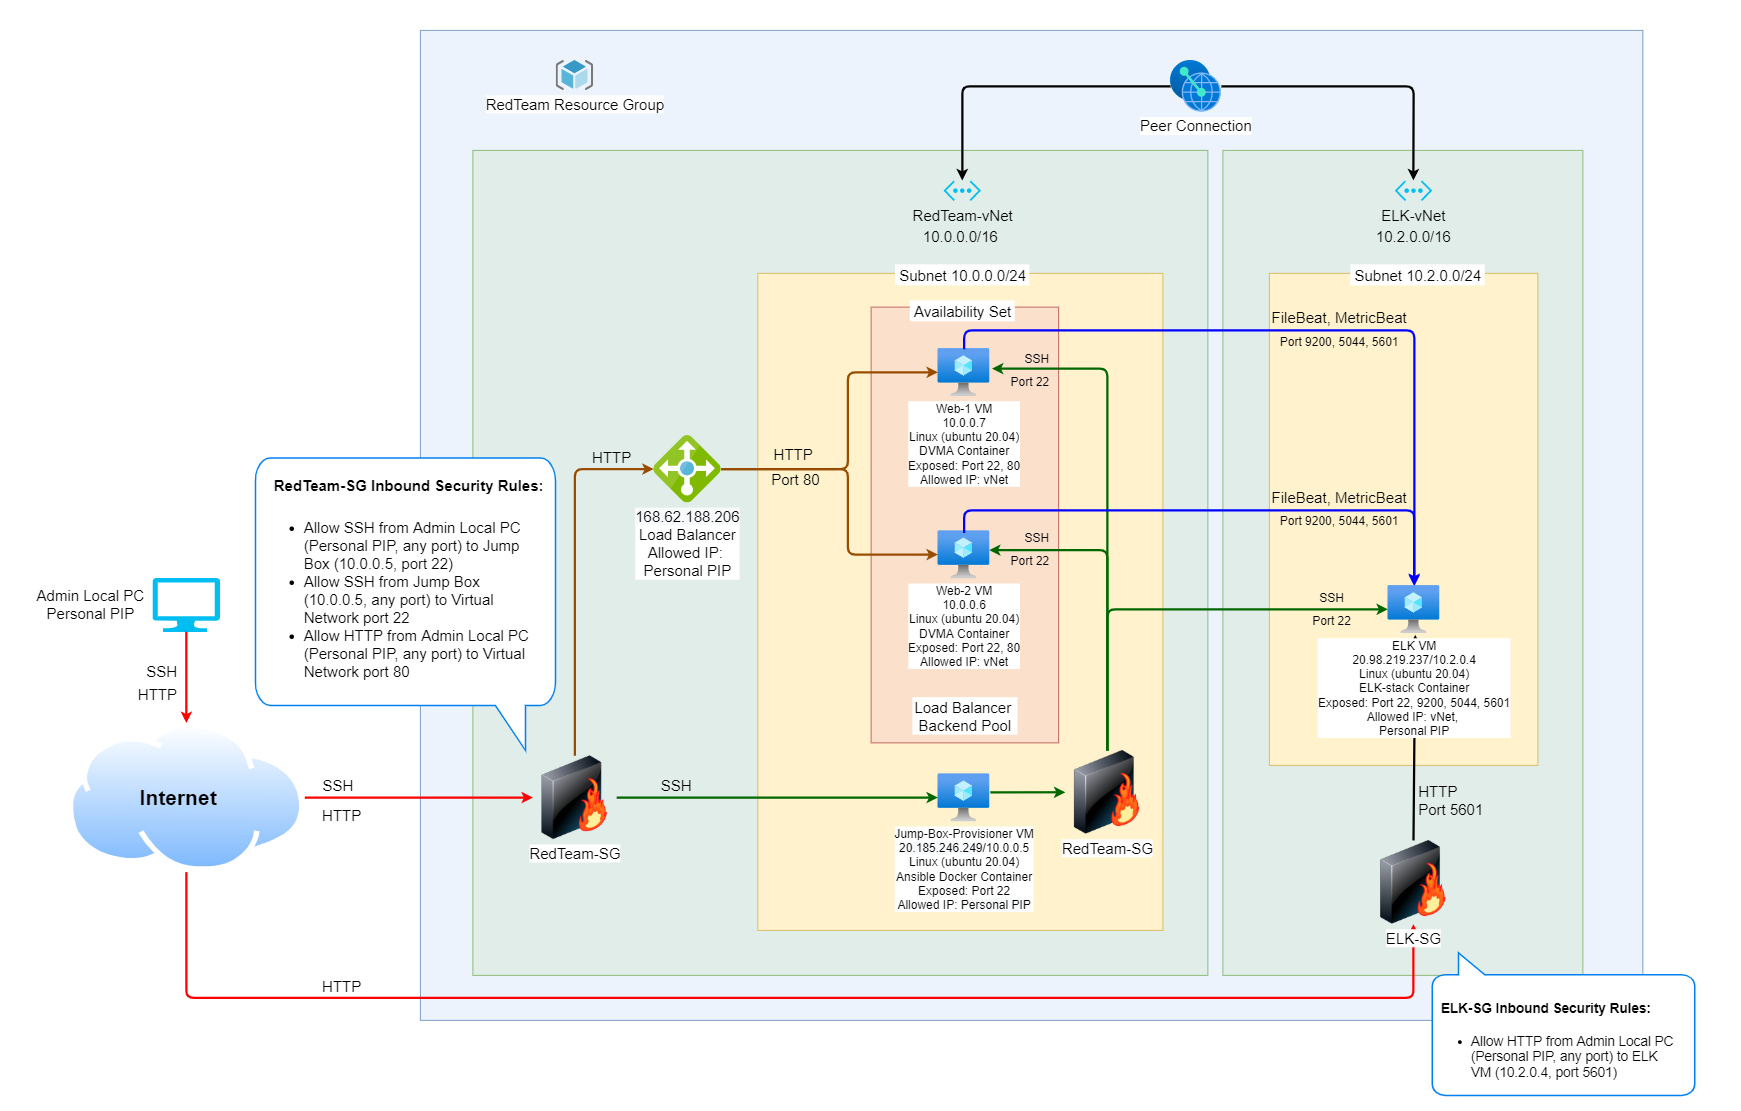 RedTeam Resource Group
Peer Connection
RedTeam-vNet
10.0.0.0/16
ELK-vNet
10.2.0.0/16
Subnet 10.0.0.0/24
Subnet 10.2.0.0/24
Availability Set
FileBeat, MetricBeat
Port 9200, 5044, 5601
SSH
Port 22
Web-1 VM
10.0.0.7
Linux (ubuntu 20.04)
DVMA Container
Exposed: Port 22, 80
Allowed IP: vNet
HTTP
HTTP
Port 80
168.62.188.206
Load Balancer
Allowed IP:
Personal PIP
FileBeat, MetricBeat
Port 9200, 5044, 5601
SSH
Port 22
Web-2 VM
10.0.0.6
Linux (ubuntu 20.04)
DVMA Container
Exposed: Port 22, 80
Allowed IP: vNet
Load Balancer
Backend Pool
SSH
Port 22
ELK VM
20.98.219.237/10.2.0.4
Linux (ubuntu 20.04)
ELK-stack Container
Exposed: Port 22, 9200, 5044, 5601
Allowed IP: vNet,
Personal PIP
RedTeam-SG Inbound Security Rules:
• Allow SSH from Admin Local PC
(Personal PIP, any port) to Jump
Box (10.0.0.5, port 22)
• Allow SSH from Jump Box
(10.0.0.5, any port) to Virtual
Network port 22
• Allow HTTP from Admin Local PC
(Personal PIP, any port) to Virtual
Network port 80
Admin Local PC
Personal PIP
SSH
HTTP
Internet
SSH
HTTP
RedTeam-SG
SSH
Jump-Box-Provisioner VM
20.185.246.249/10.0.0.5
Linux (ubuntu 20.04)
Ansible Docker Container
Exposed: Port 22
Allowed IP: Personal PIP
RedTeam-SG
HTTP
Port 5601
ELK-SG
HTTP
ELK-SG Inbound Security Rules:
• Allow HTTP from Admin Local PC
(Personal PIP, any port) to ELK
VM (10.2.0.4, port 5601)